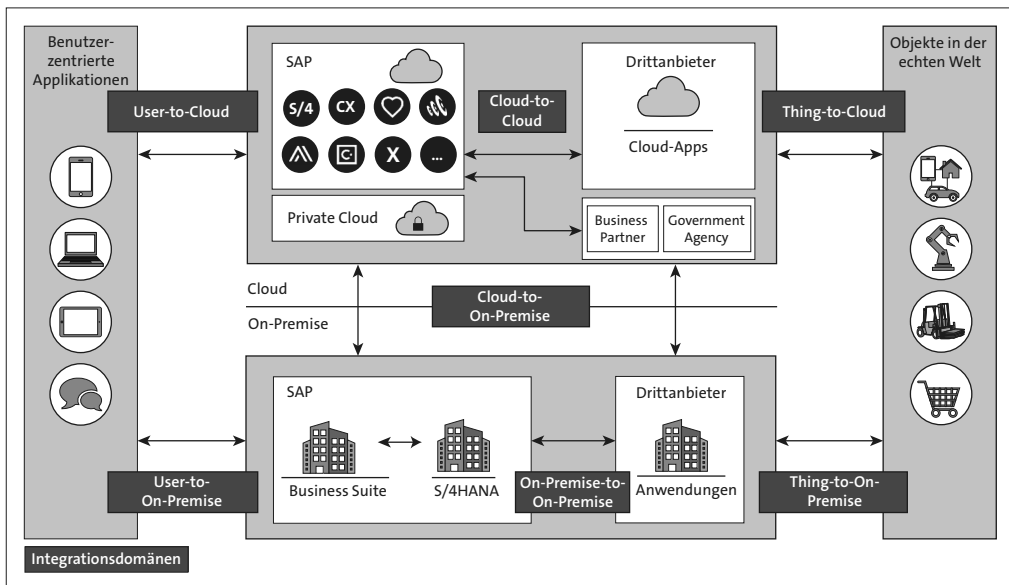 Benutzer-
zentrierte
Applikationen
User-to-Cloud
SAP
S/4
CX
C·
X
...
Private Cloud
Cloud-to-
Cloud
Drittanbieter
Cloud-Apps
Business
Partner
Government
Agency
Thing-to-Cloud
Objekte in der
echten Welt
Cloud
On-Premise
Cloud-to-
On-Premise
SAP
Business Suite
S/4HANA
On-Premise-to-
On-Premise
Drittanbieter
Anwendungen
User-to-
On-Premise
Thing-to-On-
Premise
Integrationsdomänen